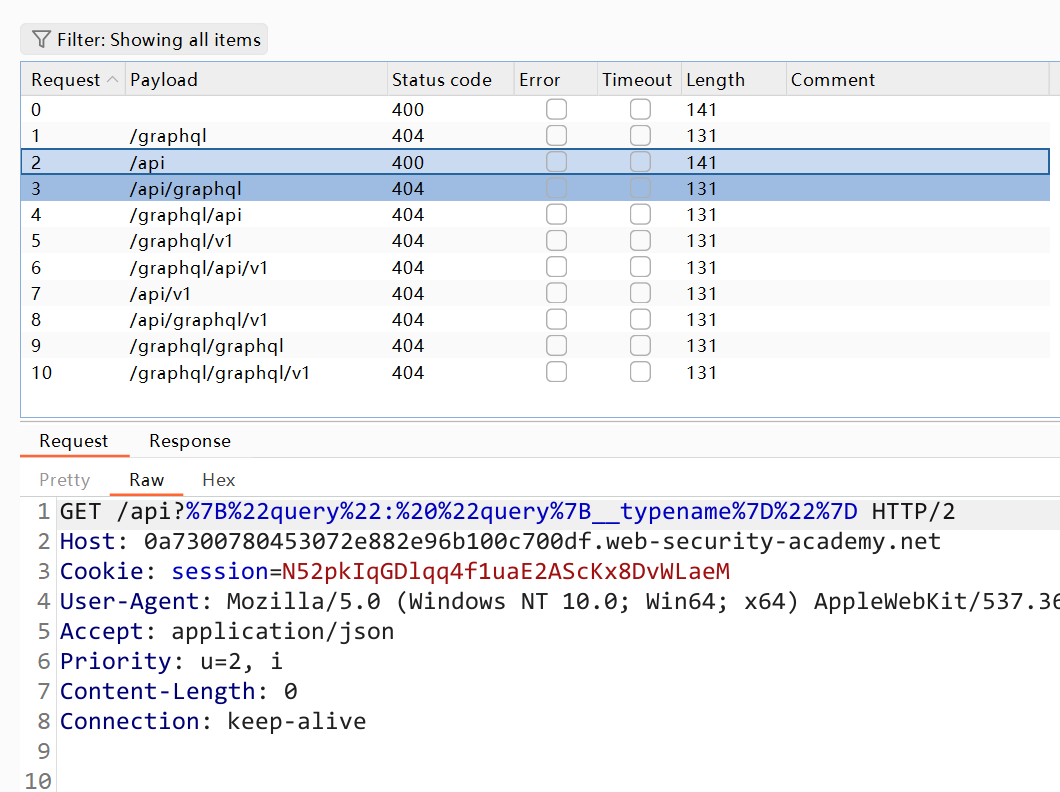 Filter: Showing all items
Request Payload Status code Error Timeout Length Comment
0 400 141
1 /graphql 404 131
2 /api 400 141
3 /api/graphql 404 131
4 /graphql/api 404 131
5 /graphql/v1 404 131
6 /graphql/api/v1 404 131
7 /api/v1 404 131
8 /api/graphql/v1 404 131
9 /graphql/graphql 404 131
10 /graphql/graphql/v1 404 131
Request Response
Pretty Raw Hex
1 GET /api?%7B%22query%22:%20%22query%7B__typename%7D%22%7D HTTP/2
2 Host: 0a7300780453072e882e96b100c700df.web-security-academy.net
3 Cookie: session=N52pkIqGDlqq4f1uaE2AScKx8DvWLaeM
4 User-Agent: Mozilla/5.0 (Windows NT 10.0; Win64; x64) AppleWebKit/537.36
5 Accept: application/json
6 Priority: u=2, i
7 Content-Length: 0
8 Connection: keep-alive
9
10